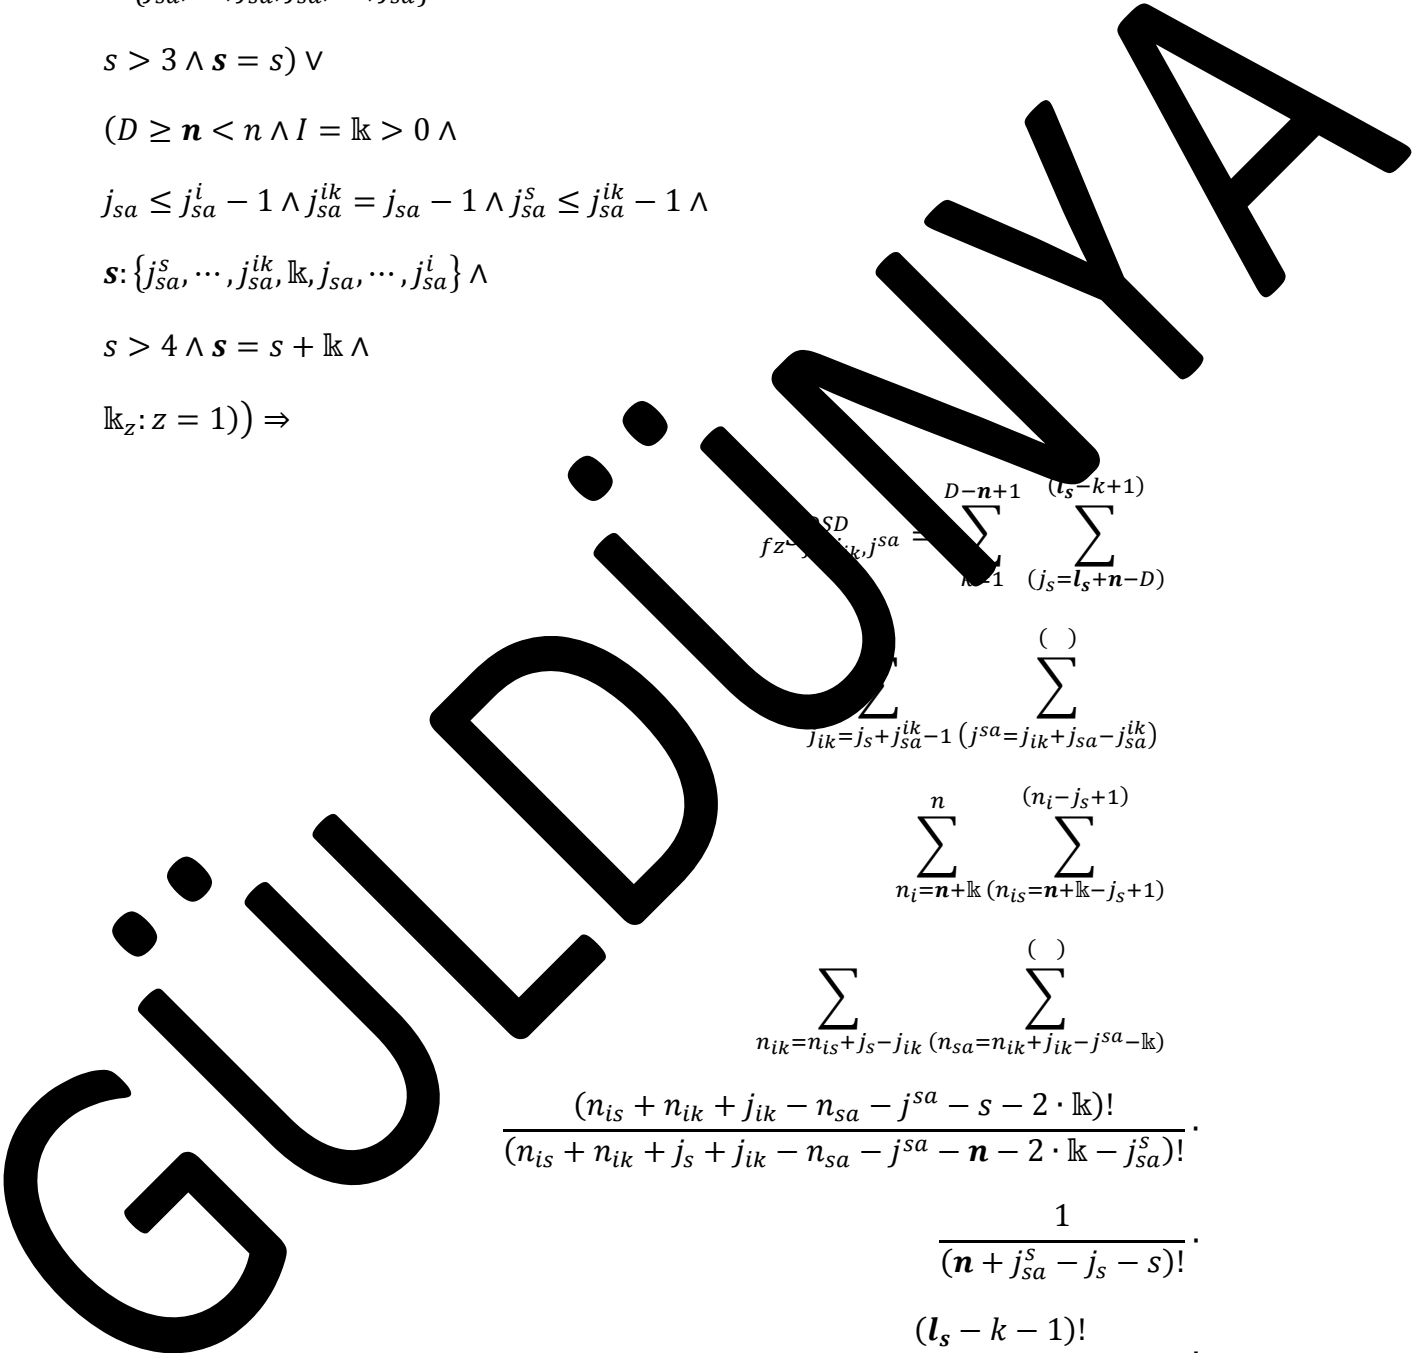 s > 3 ∧ 𝒔 = s) ∨
(D ≥ 𝒏 < n ∧ I = 𝕜 > 0 ∧
j_{sa} ≤ j_{sa}^{i} − 1 ∧ j_{sa}^{ik} = j_{sa} − 1 ∧ j_{sa}^{s} ≤ j_{sa}^{ik} − 1 ∧
𝒔: {j_{sa}^{s}, ⋯ , j_{sa}^{ik}, 𝕜, j_{sa}, ⋯ , j_{sa}^{i}} ∧
s > 4 ∧ 𝒔 = s + 𝕜 ∧
𝕜_z: z = 1)) ⇒
D−𝒏+1 (𝒍_𝒔−k+1)
∑ ∑
(j_s=𝒍_𝒔+𝒏−D)
( )
∑ ∑
j_{ik}=j_s+j_{sa}^{ik}−1 (j^{sa}=j_{ik}+j_{sa}−j_{sa}^{ik})
n (n_i−j_s+1)
∑ ∑
n_i=𝒏+𝕜 (n_{is}=𝒏+𝕜−j_s+1)
( )
∑ ∑
n_{ik}=n_{is}+j_s−j_{ik} (n_{sa}=n_{ik}+j_{ik}−j^{sa}−𝕜)
(n_{is} + n_{ik} + j_{ik} − n_{sa} − j^{sa} − s − 2 · 𝕜)!
(n_{is} + n_{ik} + j_s + j_{ik} − n_{sa} − j^{sa} − 𝒏 − 2 · 𝕜 − j_{sa}^{s})! ·
1
(𝒏 + j_{sa}^{s} − j_s − s)! ·
(𝒍_𝒔 − k − 1)!
GÜLDÜNYA